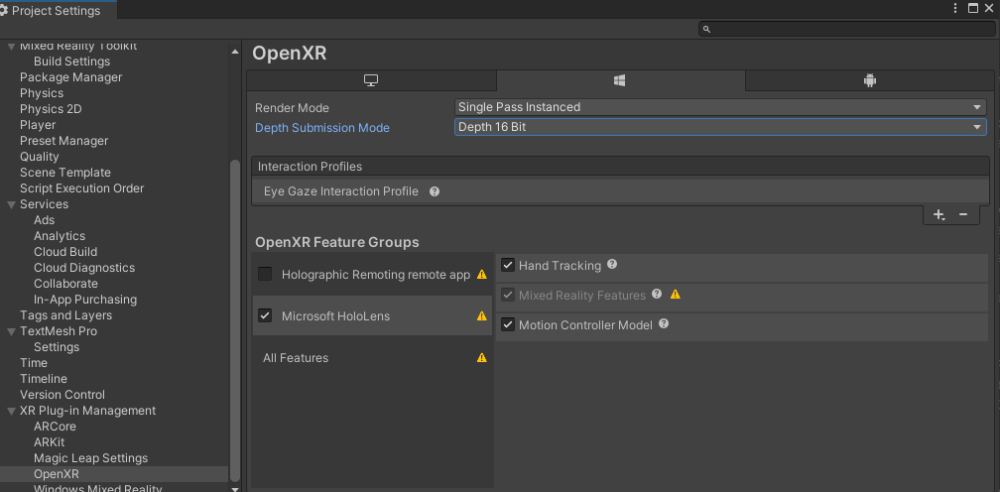 Project Settings
Mixed Reality Toolkit
Build Settings
Package Manager
Physics
Physics 2D
Player
Preset Manager
Quality
Scene Template
Script Execution Order
Services
Ads
Analytics
Cloud Build
Cloud Diagnostics
Collaborate
In-App Purchasing
Tags and Layers
TextMesh Pro
Settings
Time
Timeline
Version Control
XR Plug-in Management
ARCore
ARKit
Magic Leap Settings
OpenXR
Windows Mixed Reality
OpenXR
Render Mode Single Pass Instanced
Depth Submission Mode Depth 16 Bit
Interaction Profiles
Eye Gaze Interaction Profile
OpenXR Feature Groups
Holographic Remoting remote app
Microsoft HoloLens
All Features
Hand Tracking
Mixed Reality Features
Motion Controller Model